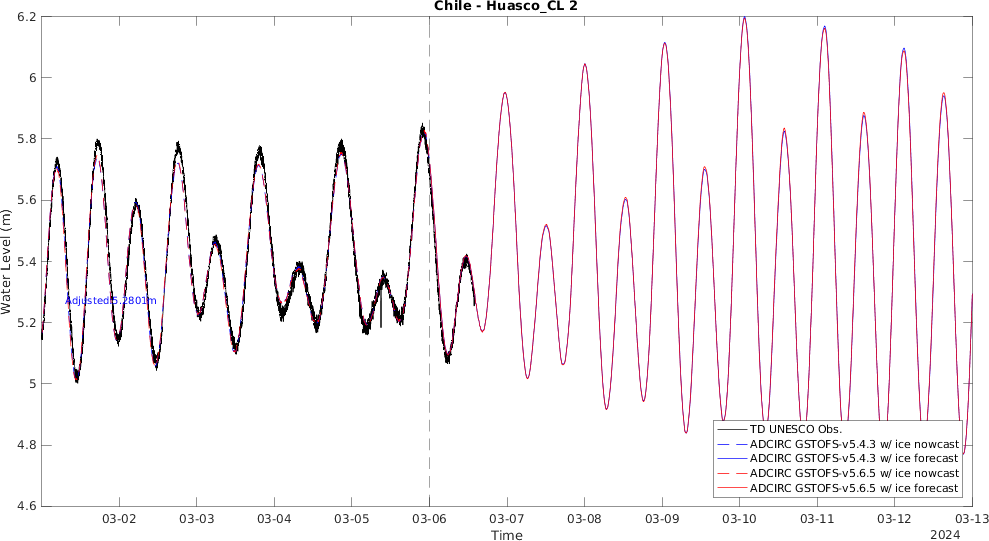 Chile - Huasco_CL 2
6.2
6
5.8
5.6
5.4
5.2
5
4.8
4.6
Water Level (m)
Adjusted:5.2801m
TD UNESCO Obs.
ADCIRC GSTOFS-v5.4.3 w/ ice nowcast
ADCIRC GSTOFS-v5.4.3 w/ ice forecast
ADCIRC GSTOFS-v5.6.5 w/ ice nowcast
ADCIRC GSTOFS-v5.6.5 w/ ice forecast
03-02 03-03 03-04 03-05 03-06 03-07 03-08 03-09 03-10 03-11 03-12 03-13
Time
2024